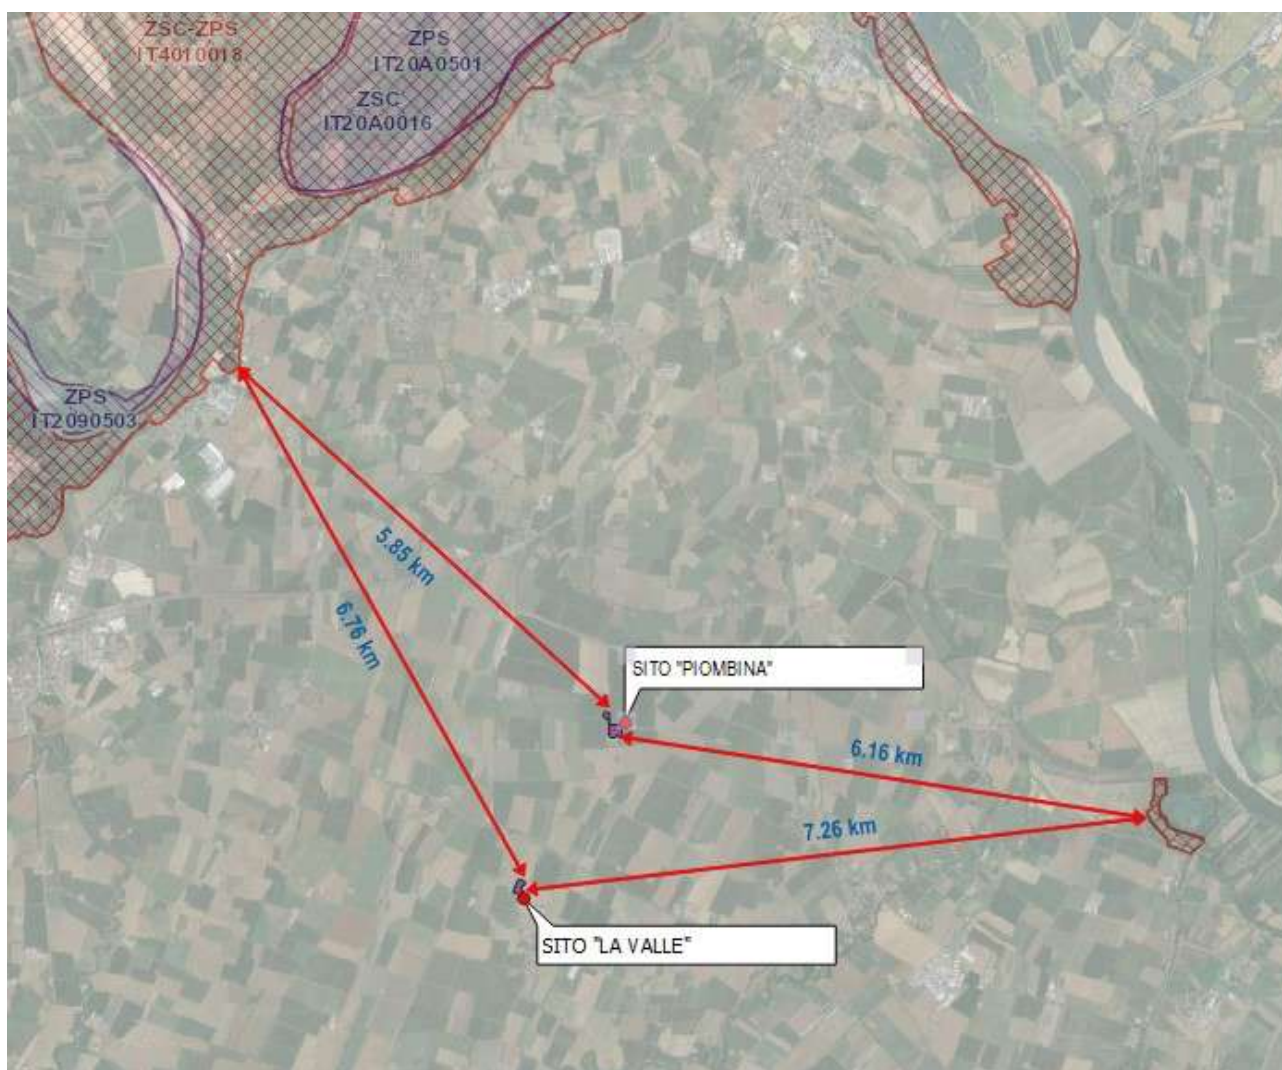 ZSC-ZPS
IT4010018
ZPS
IT20A0501
ZSC
IT20A0016
ZPS
IT2090503
5.85 km
6.76 km
SITO "PIOMBINA"
6.16 km
7.26 km
SITO "LA VALLE"